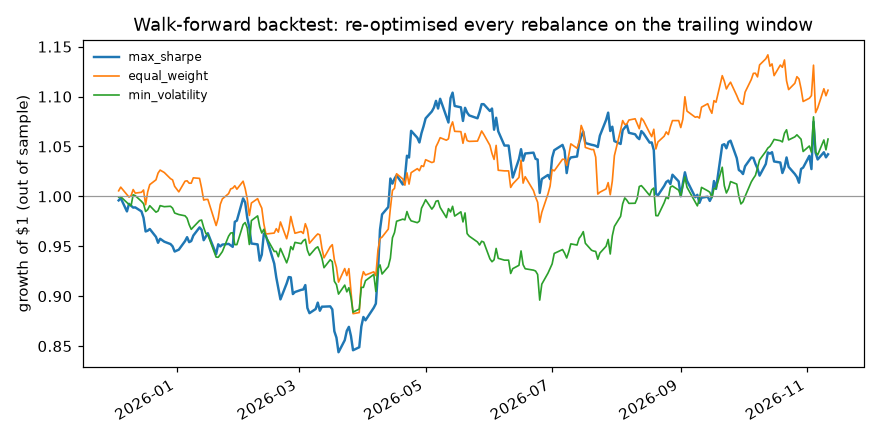 Walk-forward backtest: re-optimised every rebalance on the trailing window
max_sharpe
equal_weight
min_volatility
growth of $1 (out of sample)
1.15
1.10
1.05
1.00
0.95
0.90
0.85
2026-01
2026-03
2026-05
2026-07
2026-09
2026-11